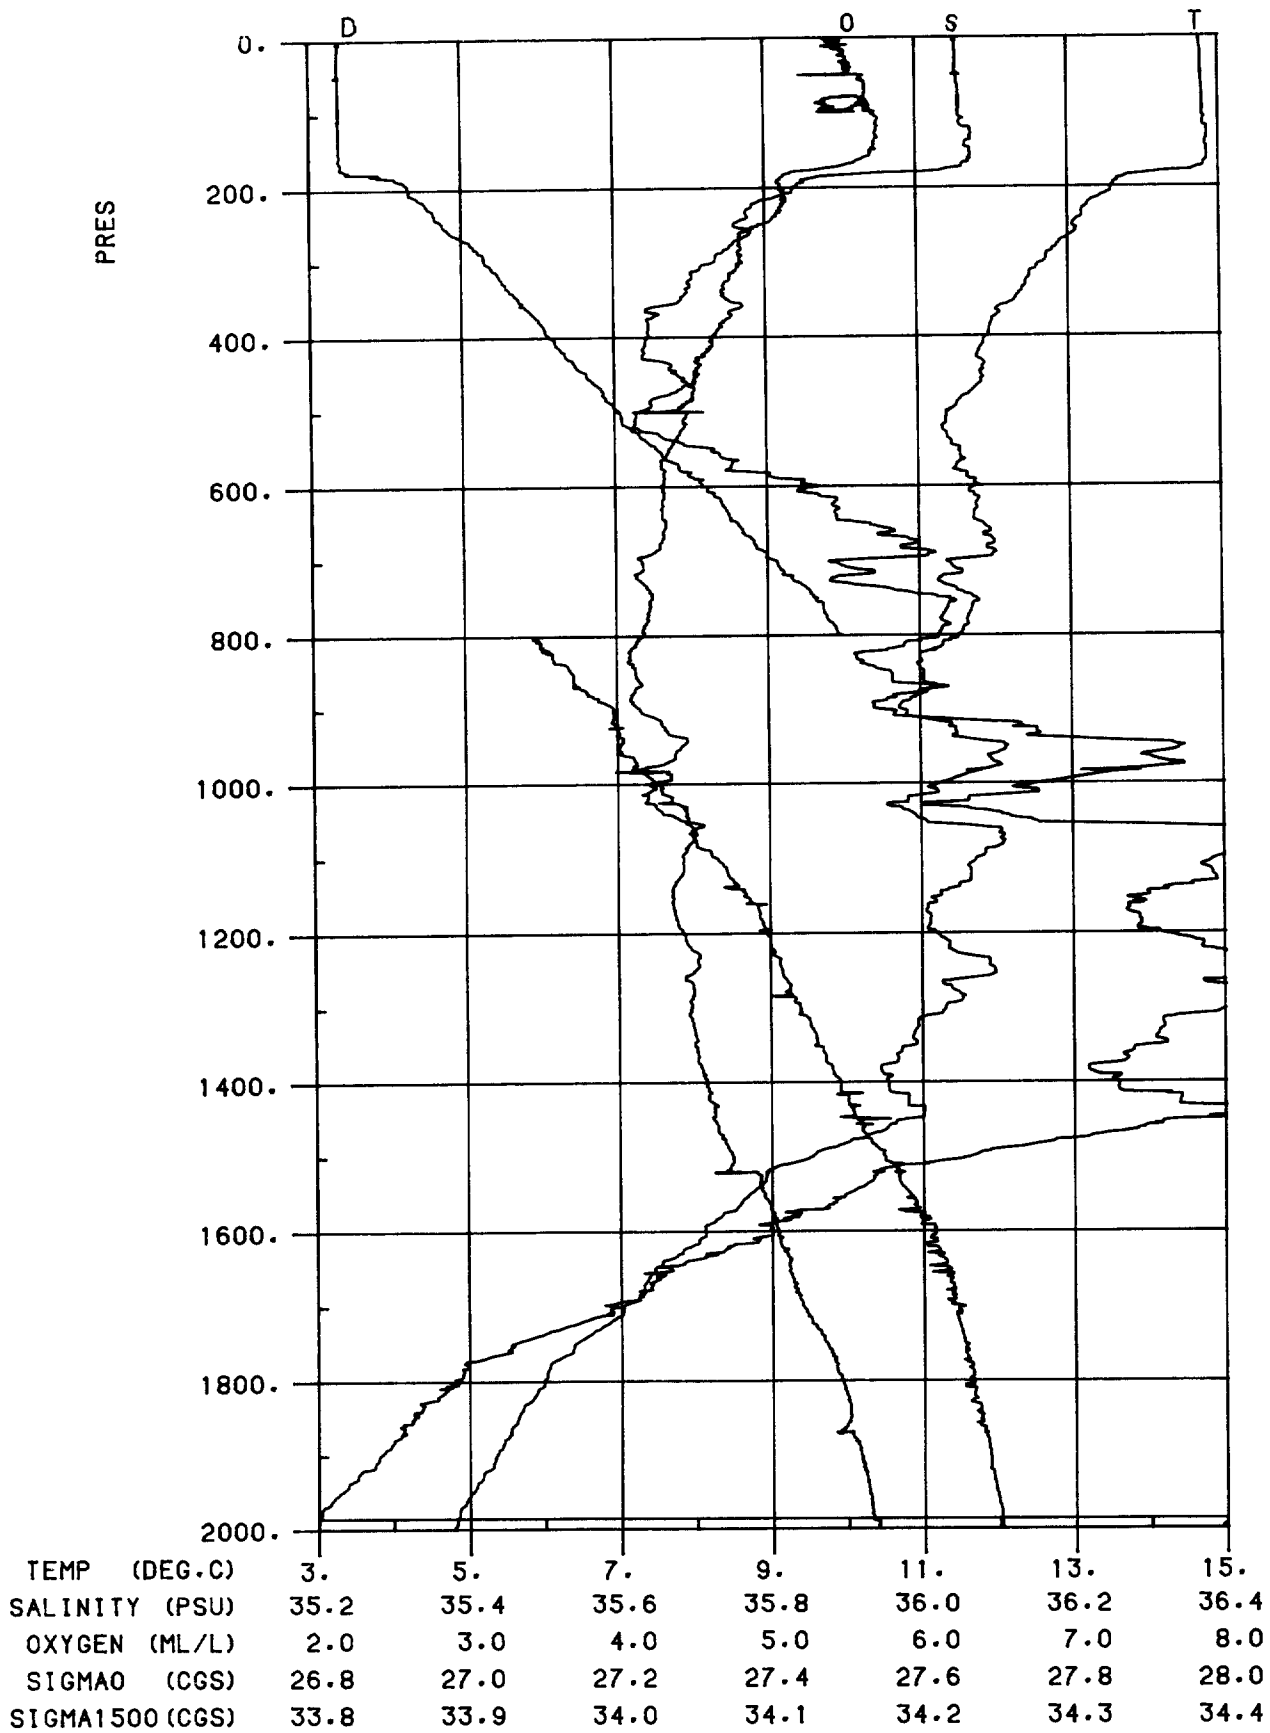 D O S T
0.
200.
PRES
400.
600.
800.
1000.
1200.
1400.
1600.
1800.
2000.
TEMP (DEG.C) 3. 5. 7. 9. 11. 13. 15.
SALINITY (PSU) 35.2 35.4 35.6 35.8 36.0 36.2 36.4
OXYGEN (ML/L) 2.0 3.0 4.0 5.0 6.0 7.0 8.0
SIGMA0 (CGS) 26.8 27.0 27.2 27.4 27.6 27.8 28.0
SIGMA1500 (CGS) 33.8 33.9 34.0 34.1 34.2 34.3 34.4